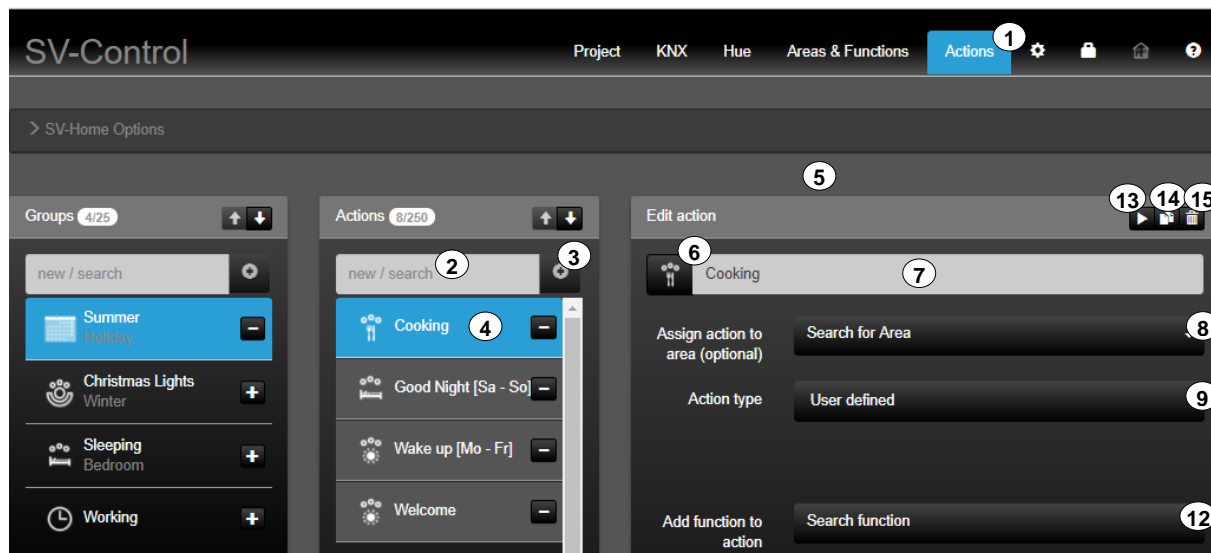 SV-Control
Project KNX Hue Areas & Functions Actions 1
SV-Home Options
5
Groups 4/25
new / search
Summer
Holiday
Christmas Lights
Winter
Sleeping
Bedroom
Working
Actions 8/250
new / search 2 3
Cooking 4
Good Night [Sa - So]
Wake up [Mo - Fr]
Welcome
Edit action 13 14 15
6 Cooking 7
Assign action to
area (optional)
Search for Area 8
Action type User defined 9
Add function to
action
Search function 12